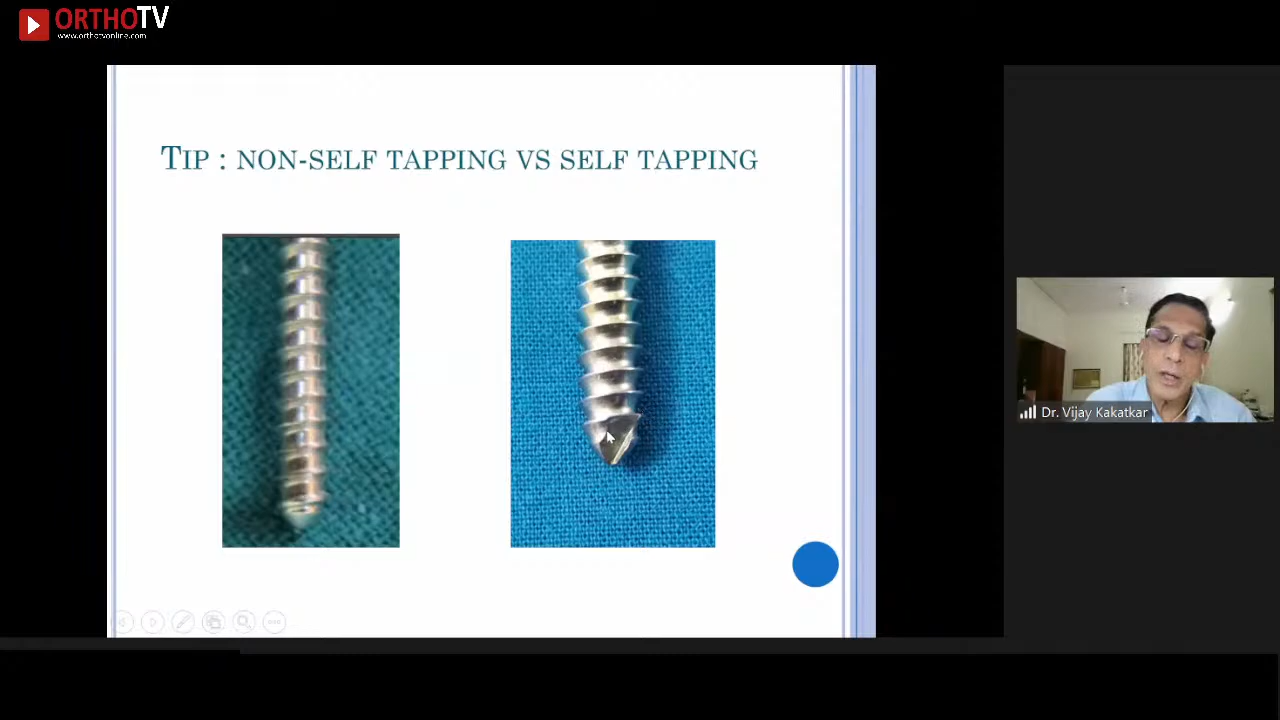 ORTHOTV
www.orthotvonline.com
TIP : NON-SELF TAPPING VS SELF TAPPING
Dr. Vijay Kakatkar